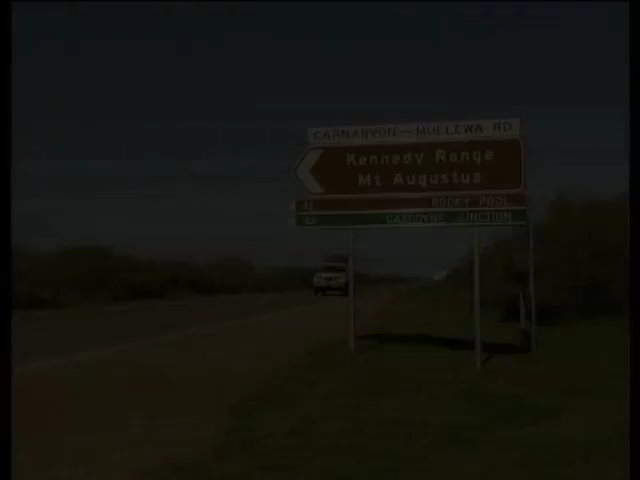 CARNARVON — MULLEWA RD
Kennedy Range
Mt Augustus
ROCKY POOL
GASCOYNE JUNCTION